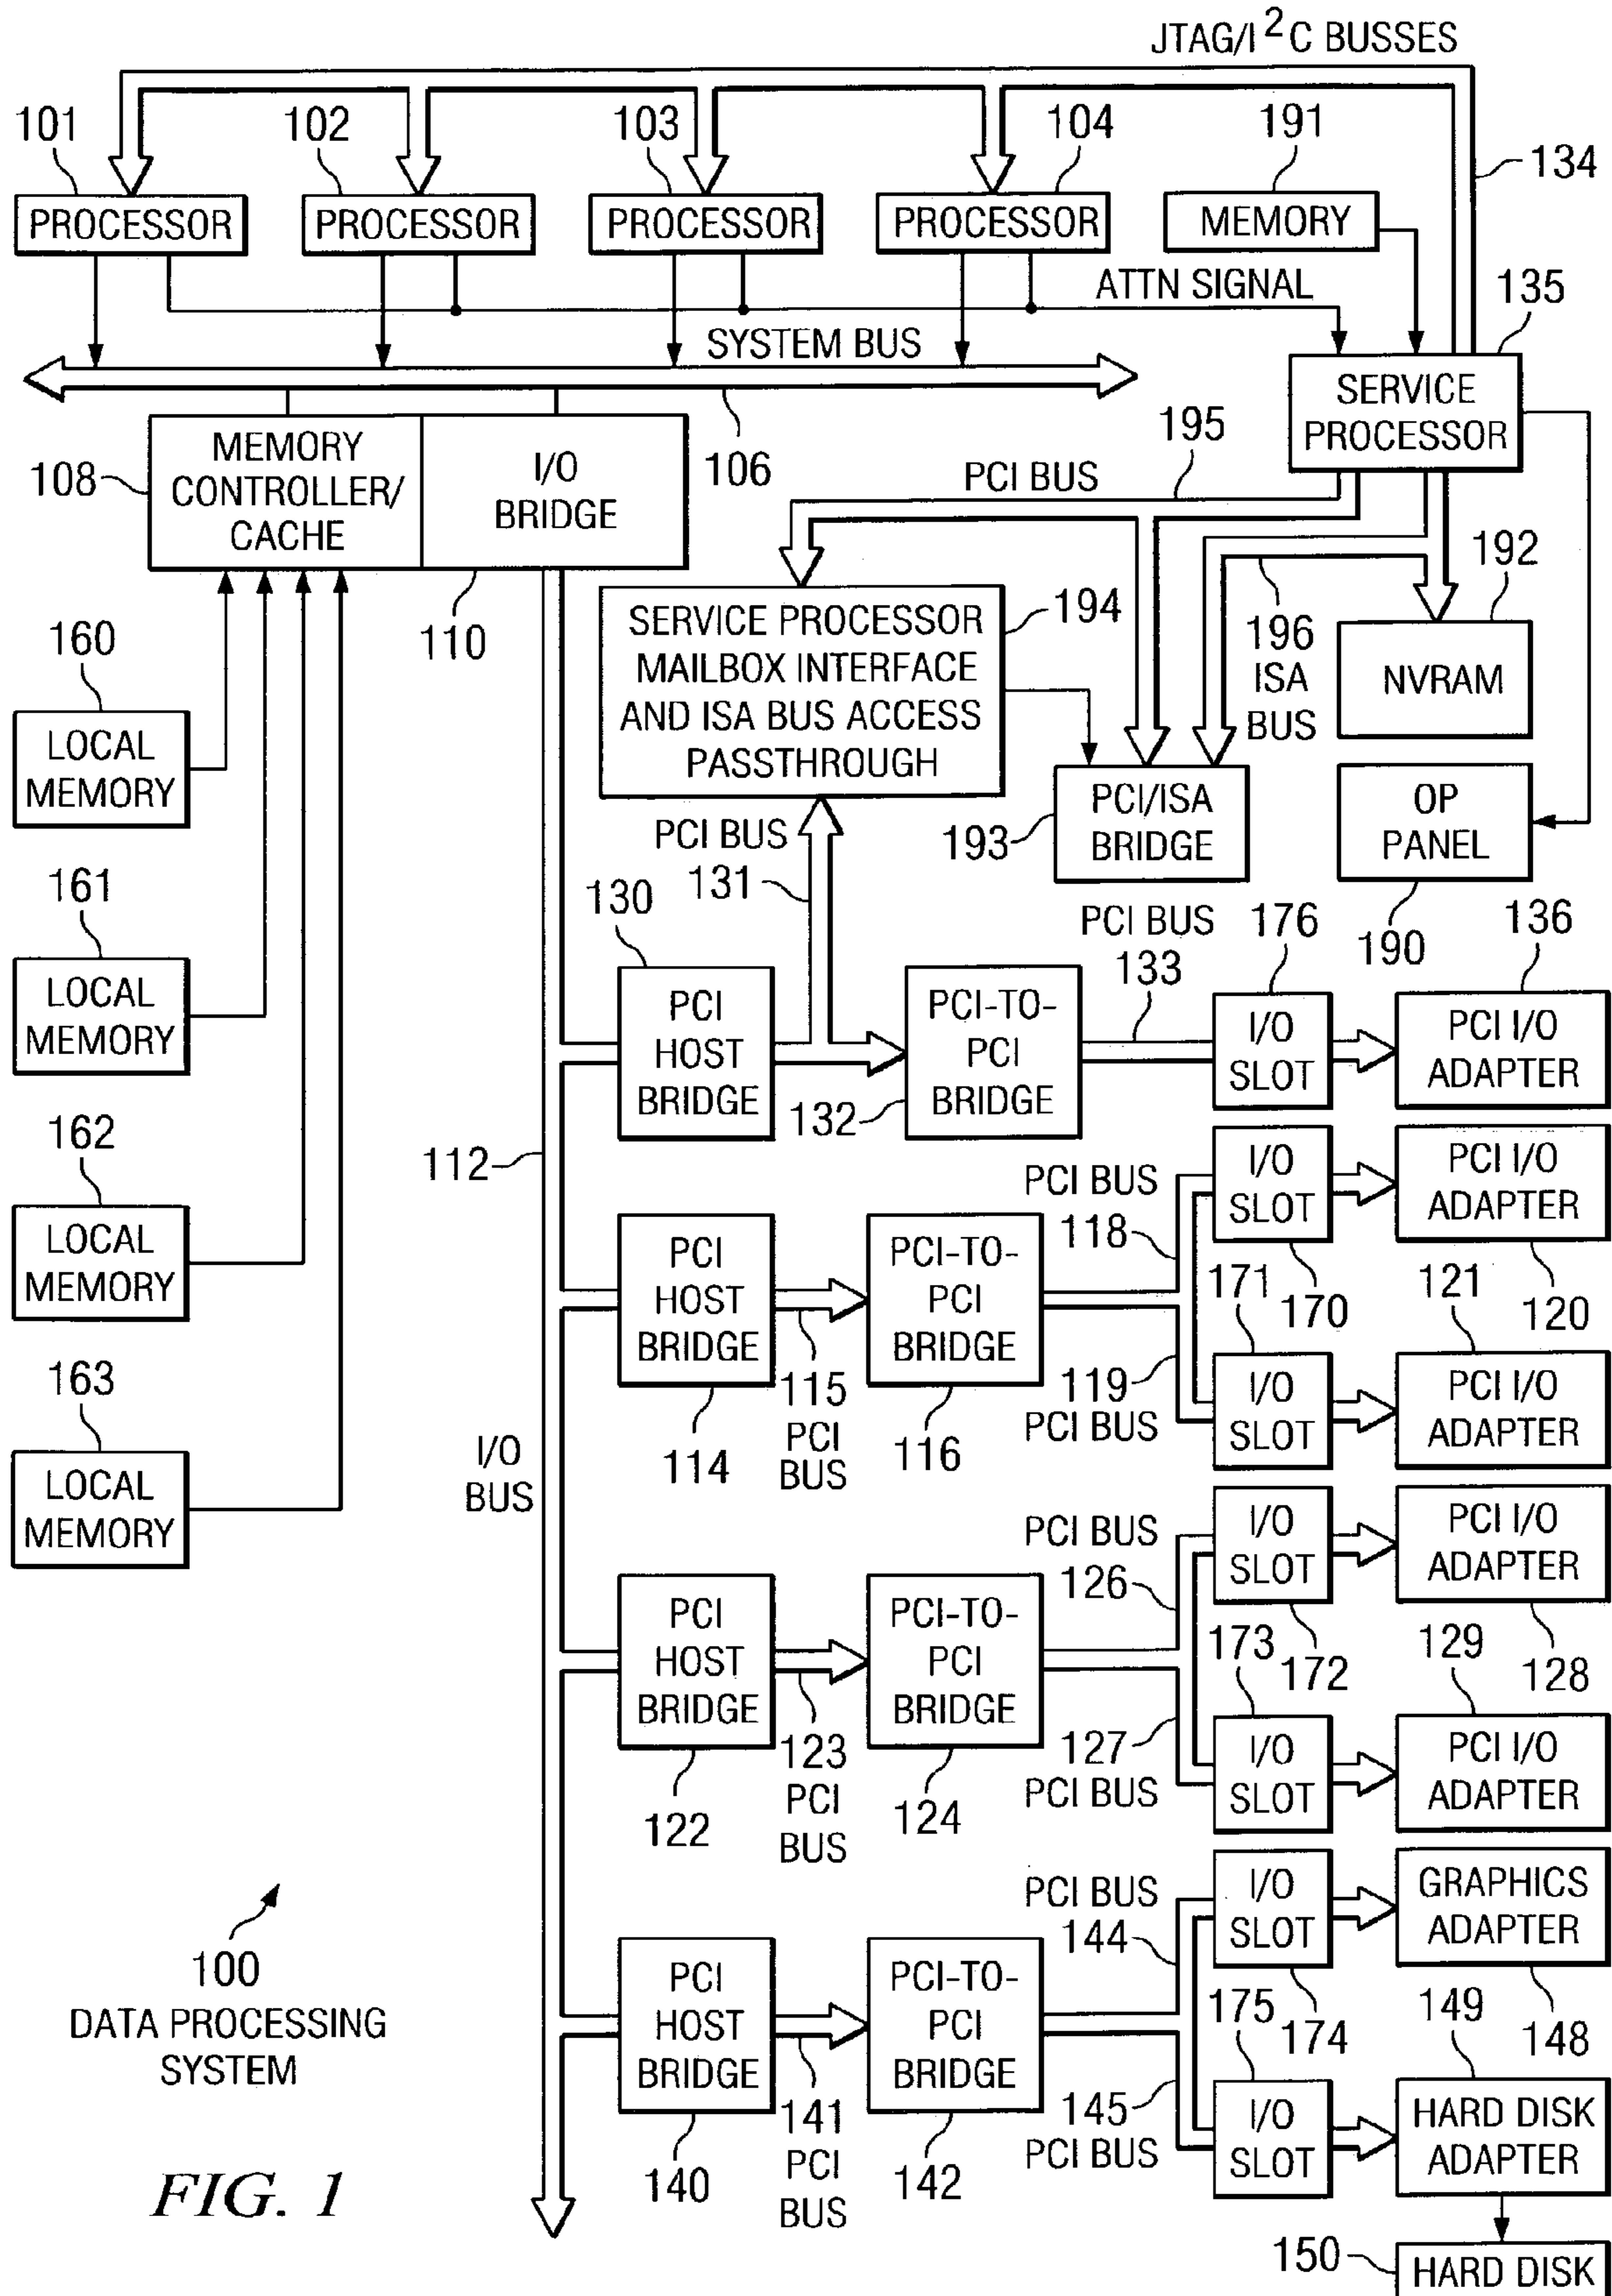 JTAG/I²C BUSSES
101
102
103
104
191
134
PROCESSOR
PROCESSOR
PROCESSOR
PROCESSOR
MEMORY
ATTN SIGNAL
135
SYSTEM BUS
SERVICE
PROCESSOR
195
106
PCI BUS
108
MEMORY
CONTROLLER/
CACHE
I/O
BRIDGE
110
192
196
ISA
BUS
NVRAM
SERVICE PROCESSOR
MAILBOX INTERFACE
AND ISA BUS ACCESS
PASSTHROUGH
194
160
LOCAL
MEMORY
PCI/ISA
BRIDGE
193
OP
PANEL
190
PCI BUS
131
161
LOCAL
MEMORY
130
PCI
HOST
BRIDGE
PCI-TO-
PCI
BRIDGE
132
PCI BUS
133
176
I/O
SLOT
136
PCI I/O
ADAPTER
112
162
LOCAL
MEMORY
PCI
HOST
BRIDGE
114
115
PCI
BUS
PCI-TO-
PCI
BRIDGE
116
PCI BUS
118
I/O
SLOT
170
PCI I/O
ADAPTER
120
119
PCI BUS
171
I/O
SLOT
121
PCI I/O
ADAPTER
163
LOCAL
MEMORY
I/O
BUS
PCI
HOST
BRIDGE
122
123
PCI
BUS
PCI-TO-
PCI
BRIDGE
124
PCI BUS
126
I/O
SLOT
172
PCI I/O
ADAPTER
128
127
PCI BUS
173
I/O
SLOT
129
PCI I/O
ADAPTER
100
DATA PROCESSING
SYSTEM
PCI
HOST
BRIDGE
140
141
PCI
BUS
PCI-TO-
PCI
BRIDGE
142
PCI BUS
144
I/O
SLOT
174
GRAPHICS
ADAPTER
148
145
PCI BUS
175
I/O
SLOT
149
HARD DISK
ADAPTER
150
HARD DISK
FIG. 1